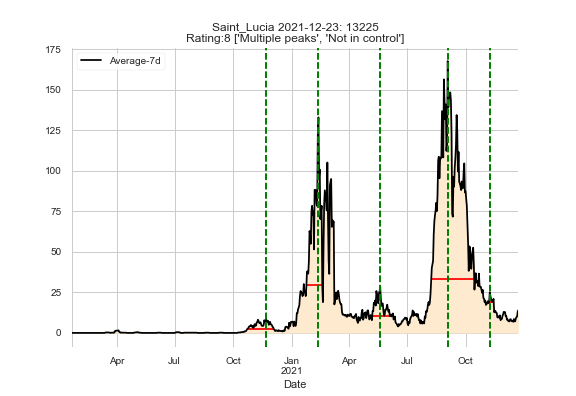 Saint_Lucia 2021-12-23: 13225
Rating:8 ['Multiple peaks', 'Not in control']
175
Average-7d
150
125
100
75
50
25
0
Apr Jul Oct Jan Apr Jul Oct
2021
Date